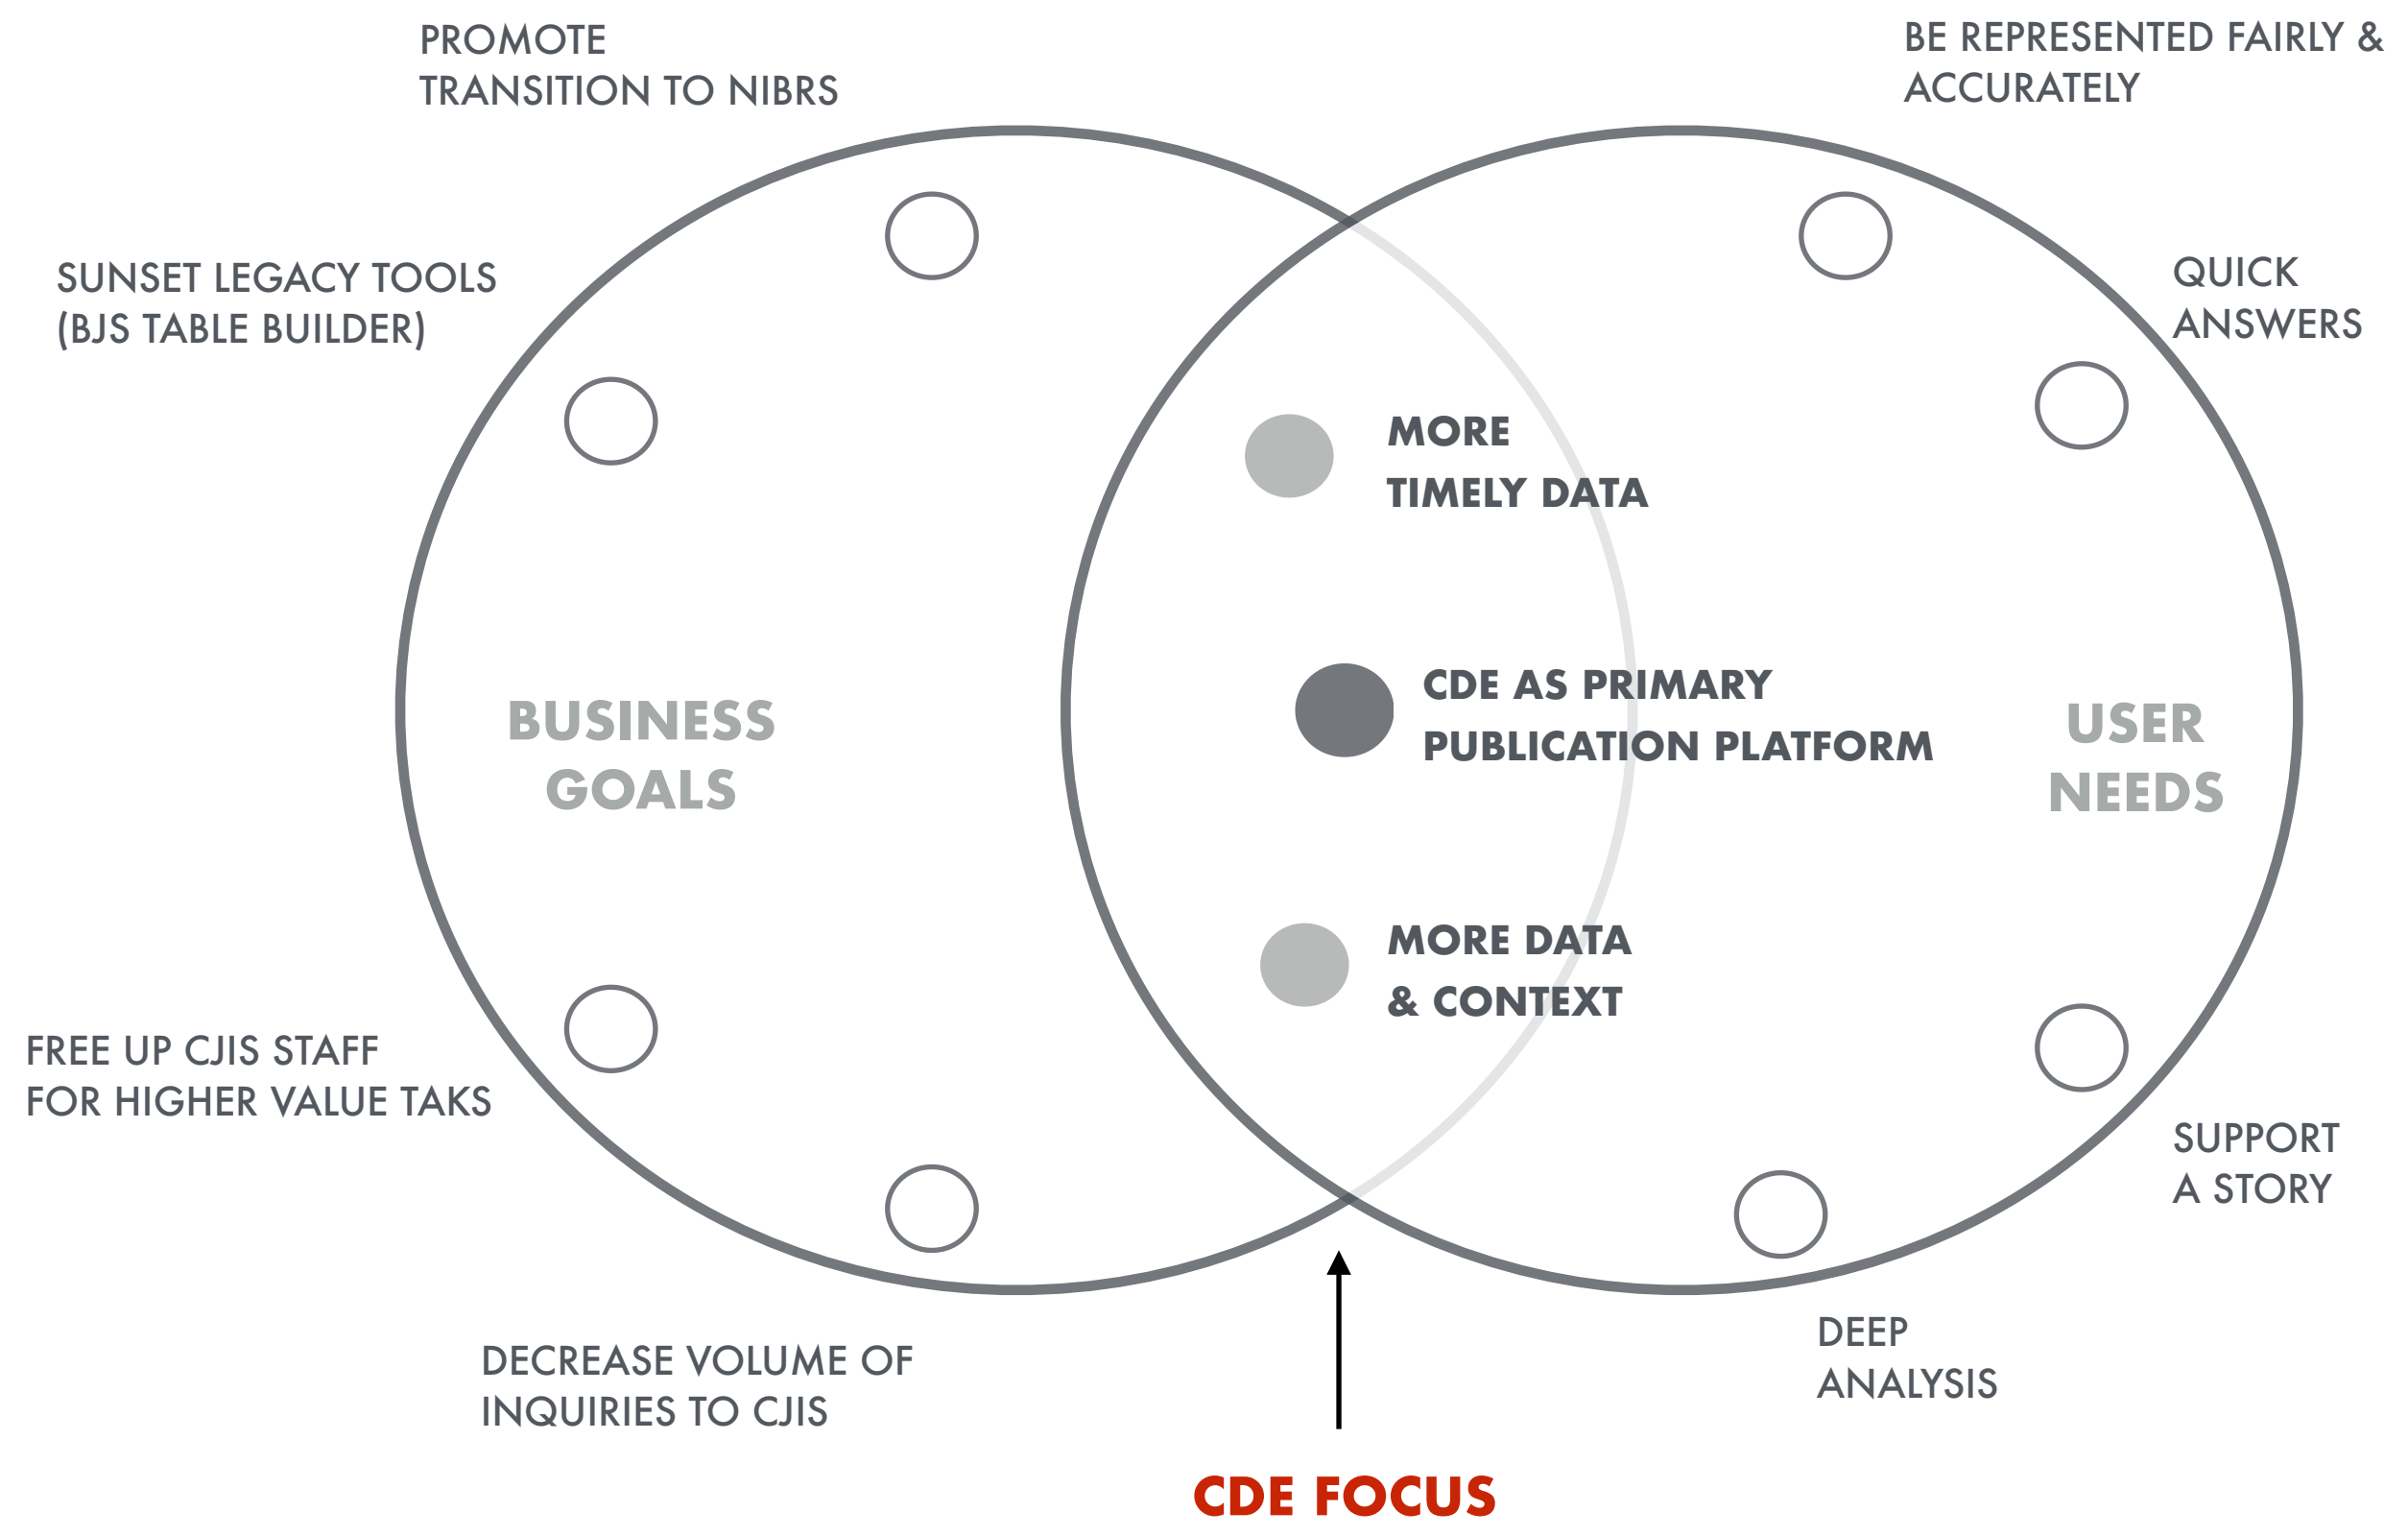 PROMOTE
TRANSITION TO NIBRS
BE REPRESENTED FAIRLY &
ACCURATELY
SUNSET LEGACY TOOLS
(BJS TABLE BUILDER)
QUICK
ANSWERS
MORE
TIMELY DATA
BUSINESS
GOALS
CDE AS PRIMARY
PUBLICATION PLATFORM
USER
NEEDS
MORE DATA
& CONTEXT
FREE UP CJIS STAFF
FOR HIGHER VALUE TAKS
SUPPORT
A STORY
DECREASE VOLUME OF
INQUIRIES TO CJIS
DEEP
ANALYSIS
CDE FOCUS